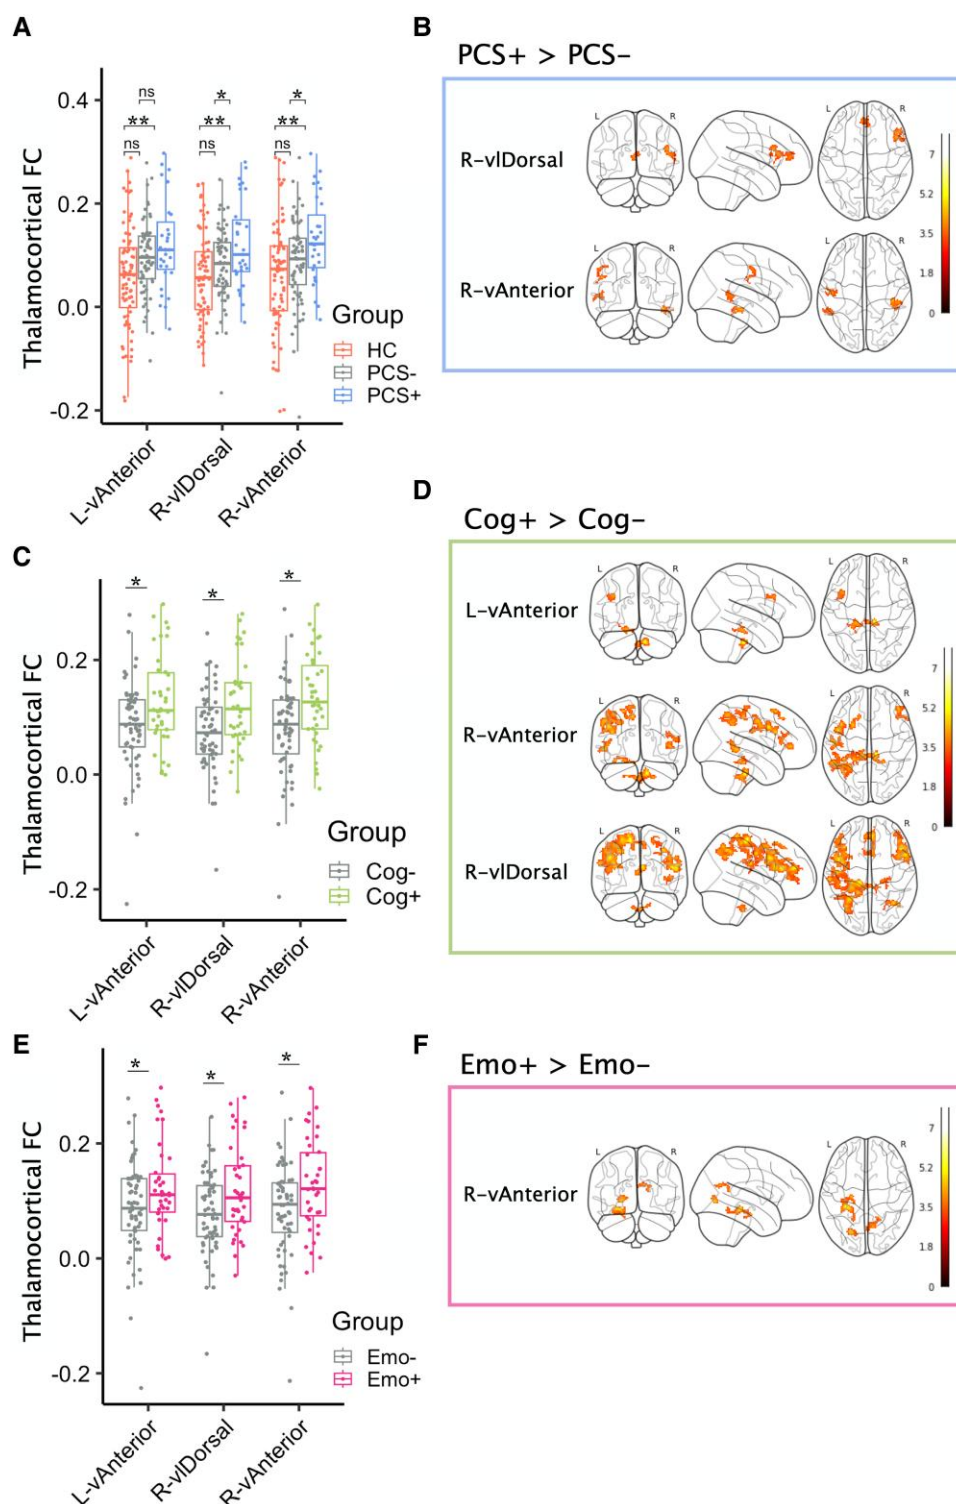 A
Thalamocortical FC
0.4
0.2
0.0
-0.2
ns
**
ns
*
**
ns
*
**
ns
Group
HC
PCS-
PCS+
L-vAnterior
R-vlDorsal
R-vAnterior
B
PCS+ > PCS-
R-vlDorsal
L R
L R
7
5.2
3.5
1.8
0
R-vAnterior
L R
L R
C
Thalamocortical FC
0.2
0.0
-0.2
*
*
*
Group
Cog-
Cog+
L-vAnterior
R-vlDorsal
R-vAnterior
D
Cog+ > Cog-
L-vAnterior
L R
L R
R-vAnterior
L R
L R
7
5.2
3.5
1.8
0
R-vlDorsal
L R
L R
E
Thalamocortical FC
0.2
0.0
-0.2
*
*
*
Group
Emo-
Emo+
L-vAnterior
R-vlDorsal
R-vAnterior
F
Emo+ > Emo-
R-vAnterior
L R
L R
7
5.2
3.5
1.8
0